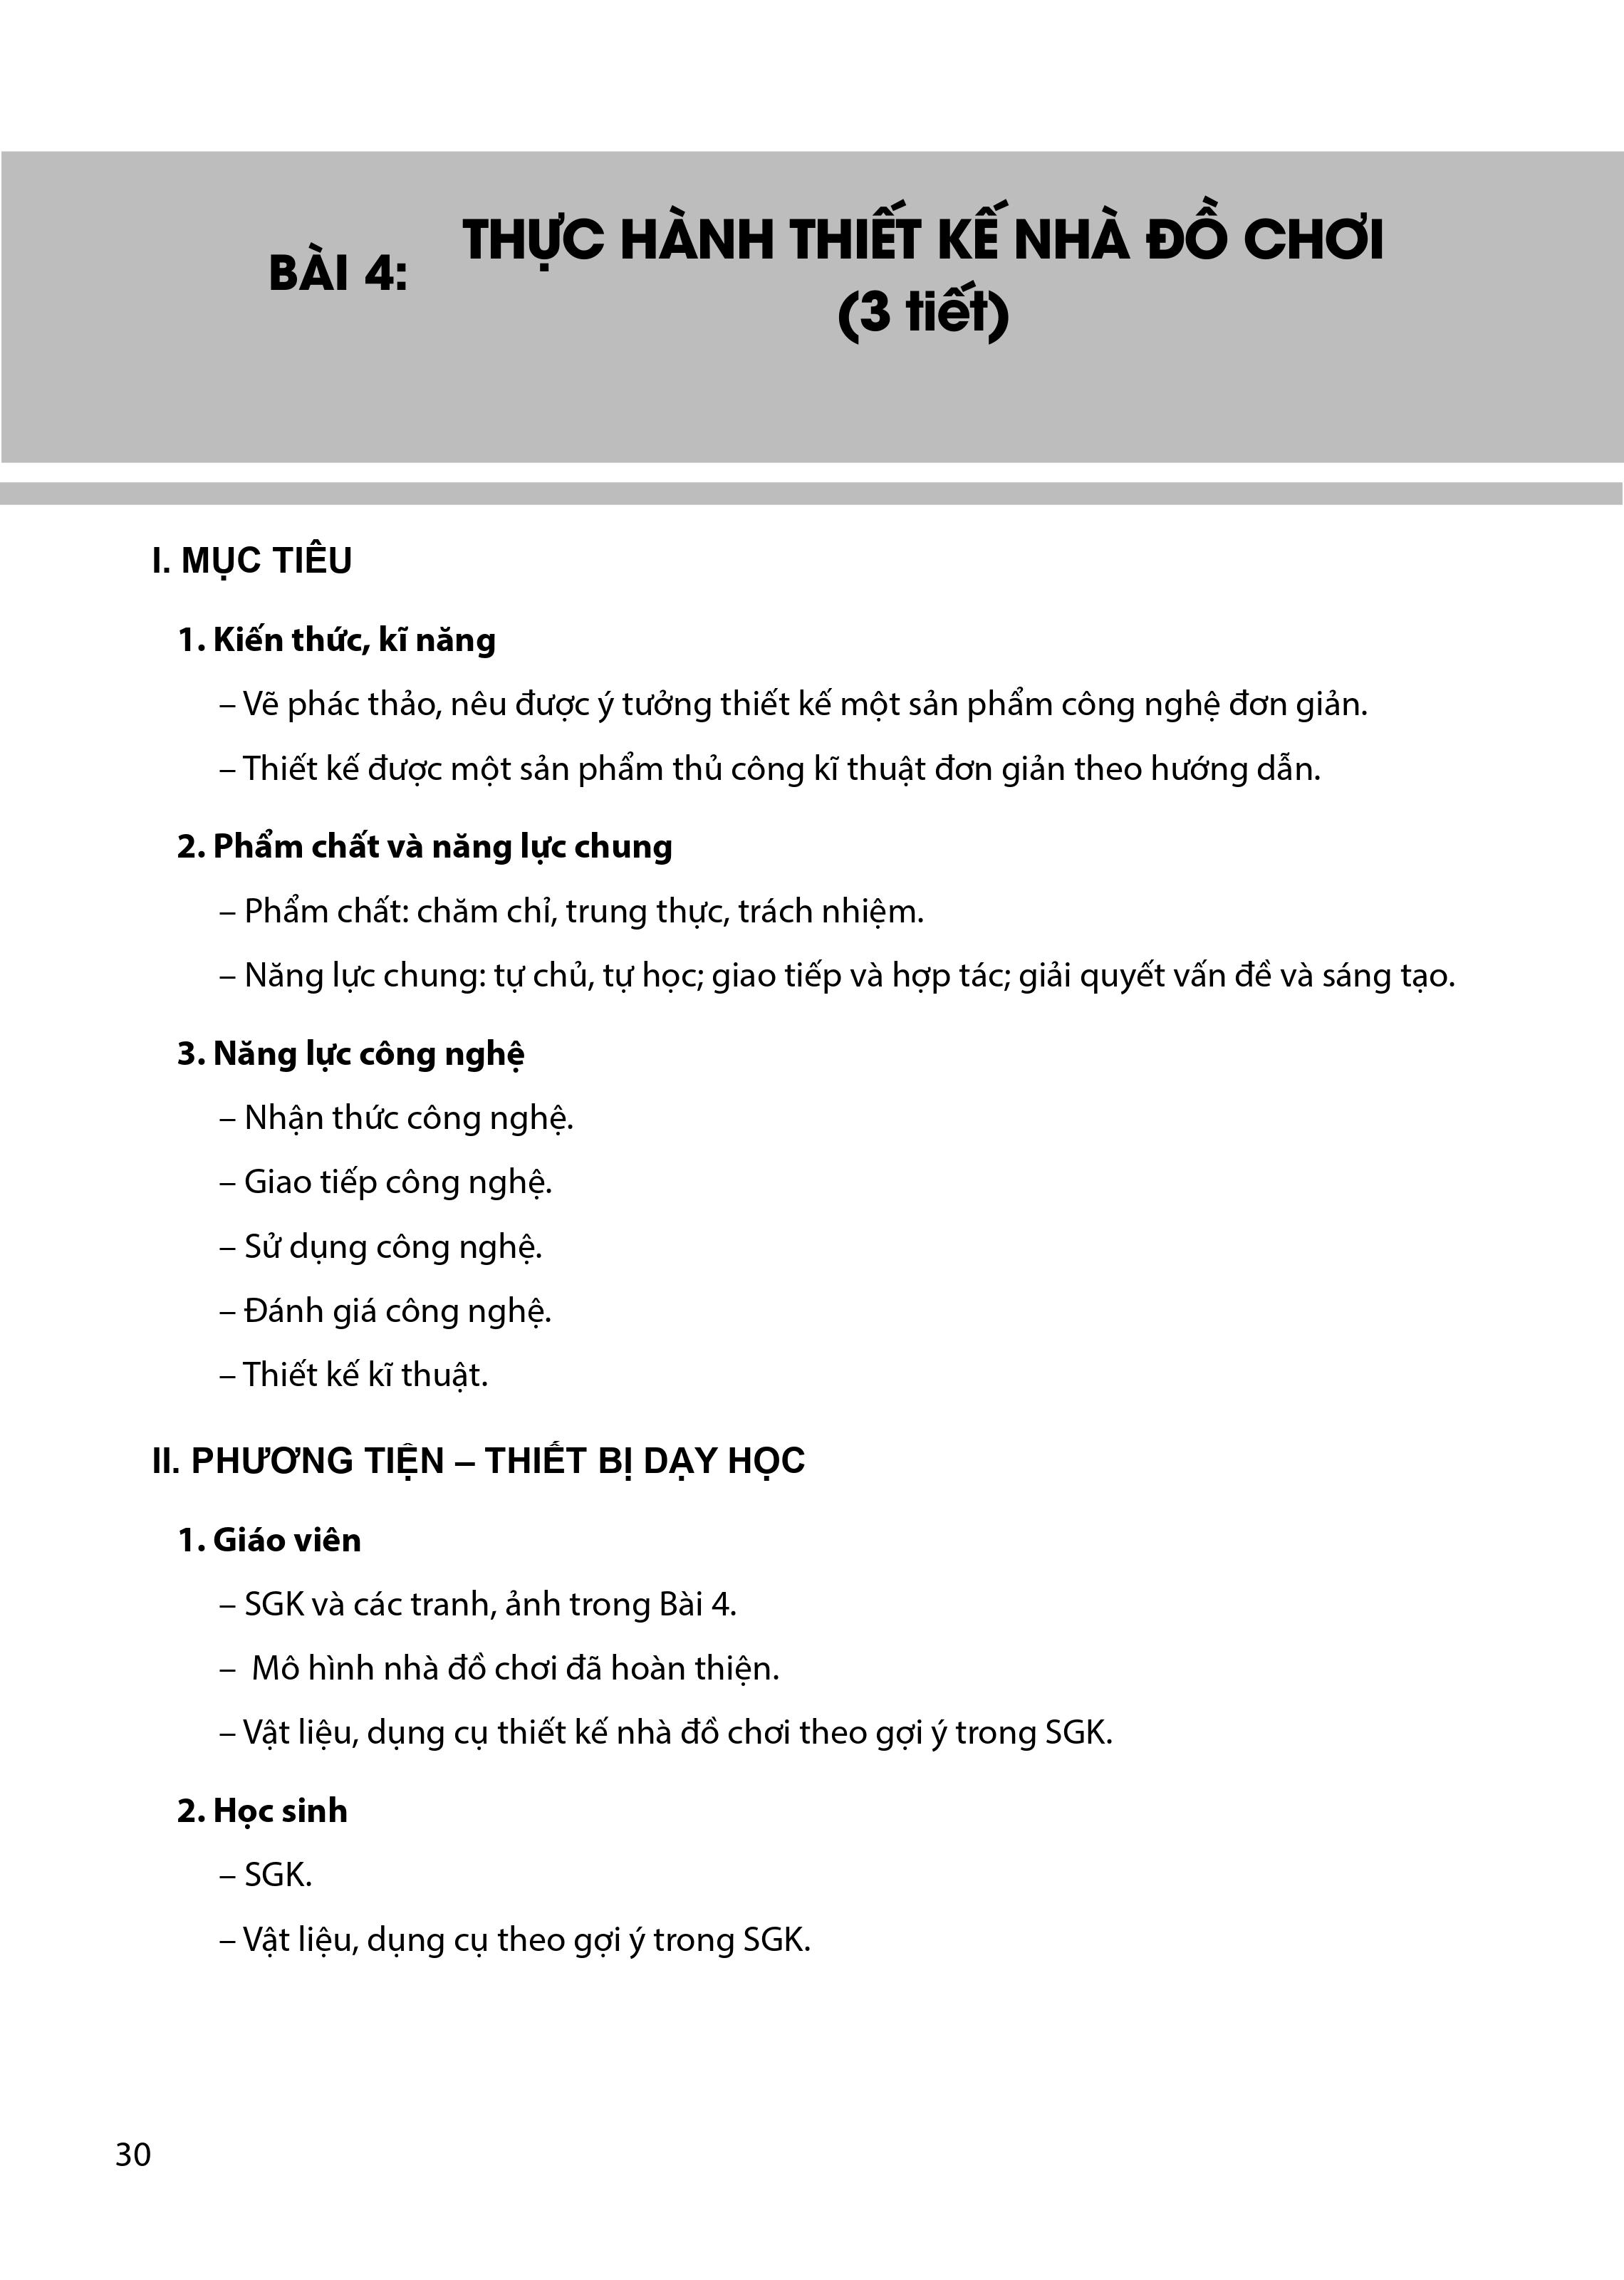 BÀI 4:
THỰC HÀNH THIẾT KẾ NHÀ ĐỒ CHƠI
(3 tiết)
I. MỤC TIÊU
1. Kiến thức, kĩ năng
– Vẽ phác thảo, nêu được ý tưởng thiết kế một sản phẩm công nghệ đơn giản.
– Thiết kế được một sản phẩm thủ công kĩ thuật đơn giản theo hướng dẫn.
2. Phẩm chất và năng lực chung
– Phẩm chất: chăm chỉ, trung thực, trách nhiệm.
– Năng lực chung: tự chủ, tự học; giao tiếp và hợp tác; giải quyết vấn đề và sáng tạo.
3. Năng lực công nghệ
– Nhận thức công nghệ.
– Giao tiếp công nghệ.
– Sử dụng công nghệ.
– Đánh giá công nghệ.
– Thiết kế kĩ thuật.
II. PHƯƠNG TIỆN – THIẾT BỊ DẠY HỌC
1. Giáo viên
– SGK và các tranh, ảnh trong Bài 4.
– Mô hình nhà đồ chơi đã hoàn thiện.
– Vật liệu, dụng cụ thiết kế nhà đồ chơi theo gợi ý trong SGK.
2. Học sinh
– SGK.
– Vật liệu, dụng cụ theo gợi ý trong SGK.
30